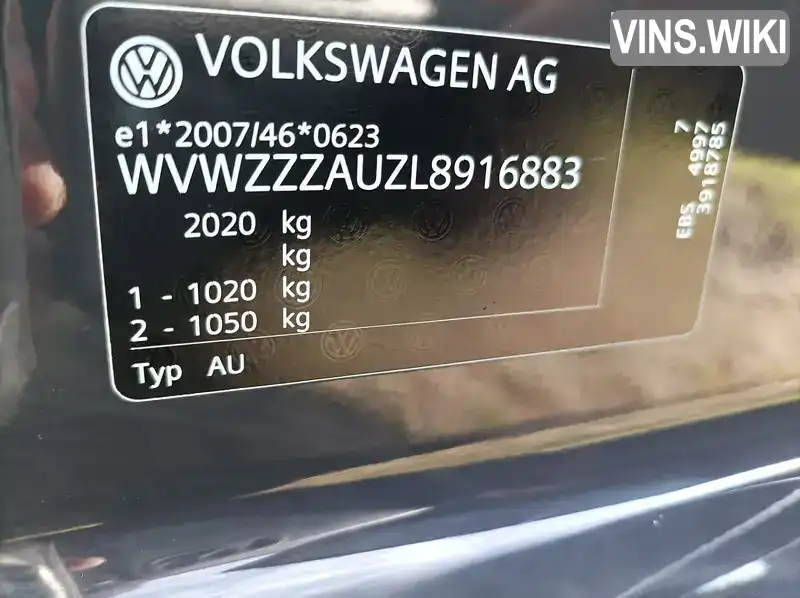 VINS.WIKI
VOLKSWAGEN AG
e1*2007/46*0623
WVWZZZAUZL8916883
2020 kg
kg
1 - 1020 kg
2 - 1050 kg
Typ AU
EBS 4997 7
3918785